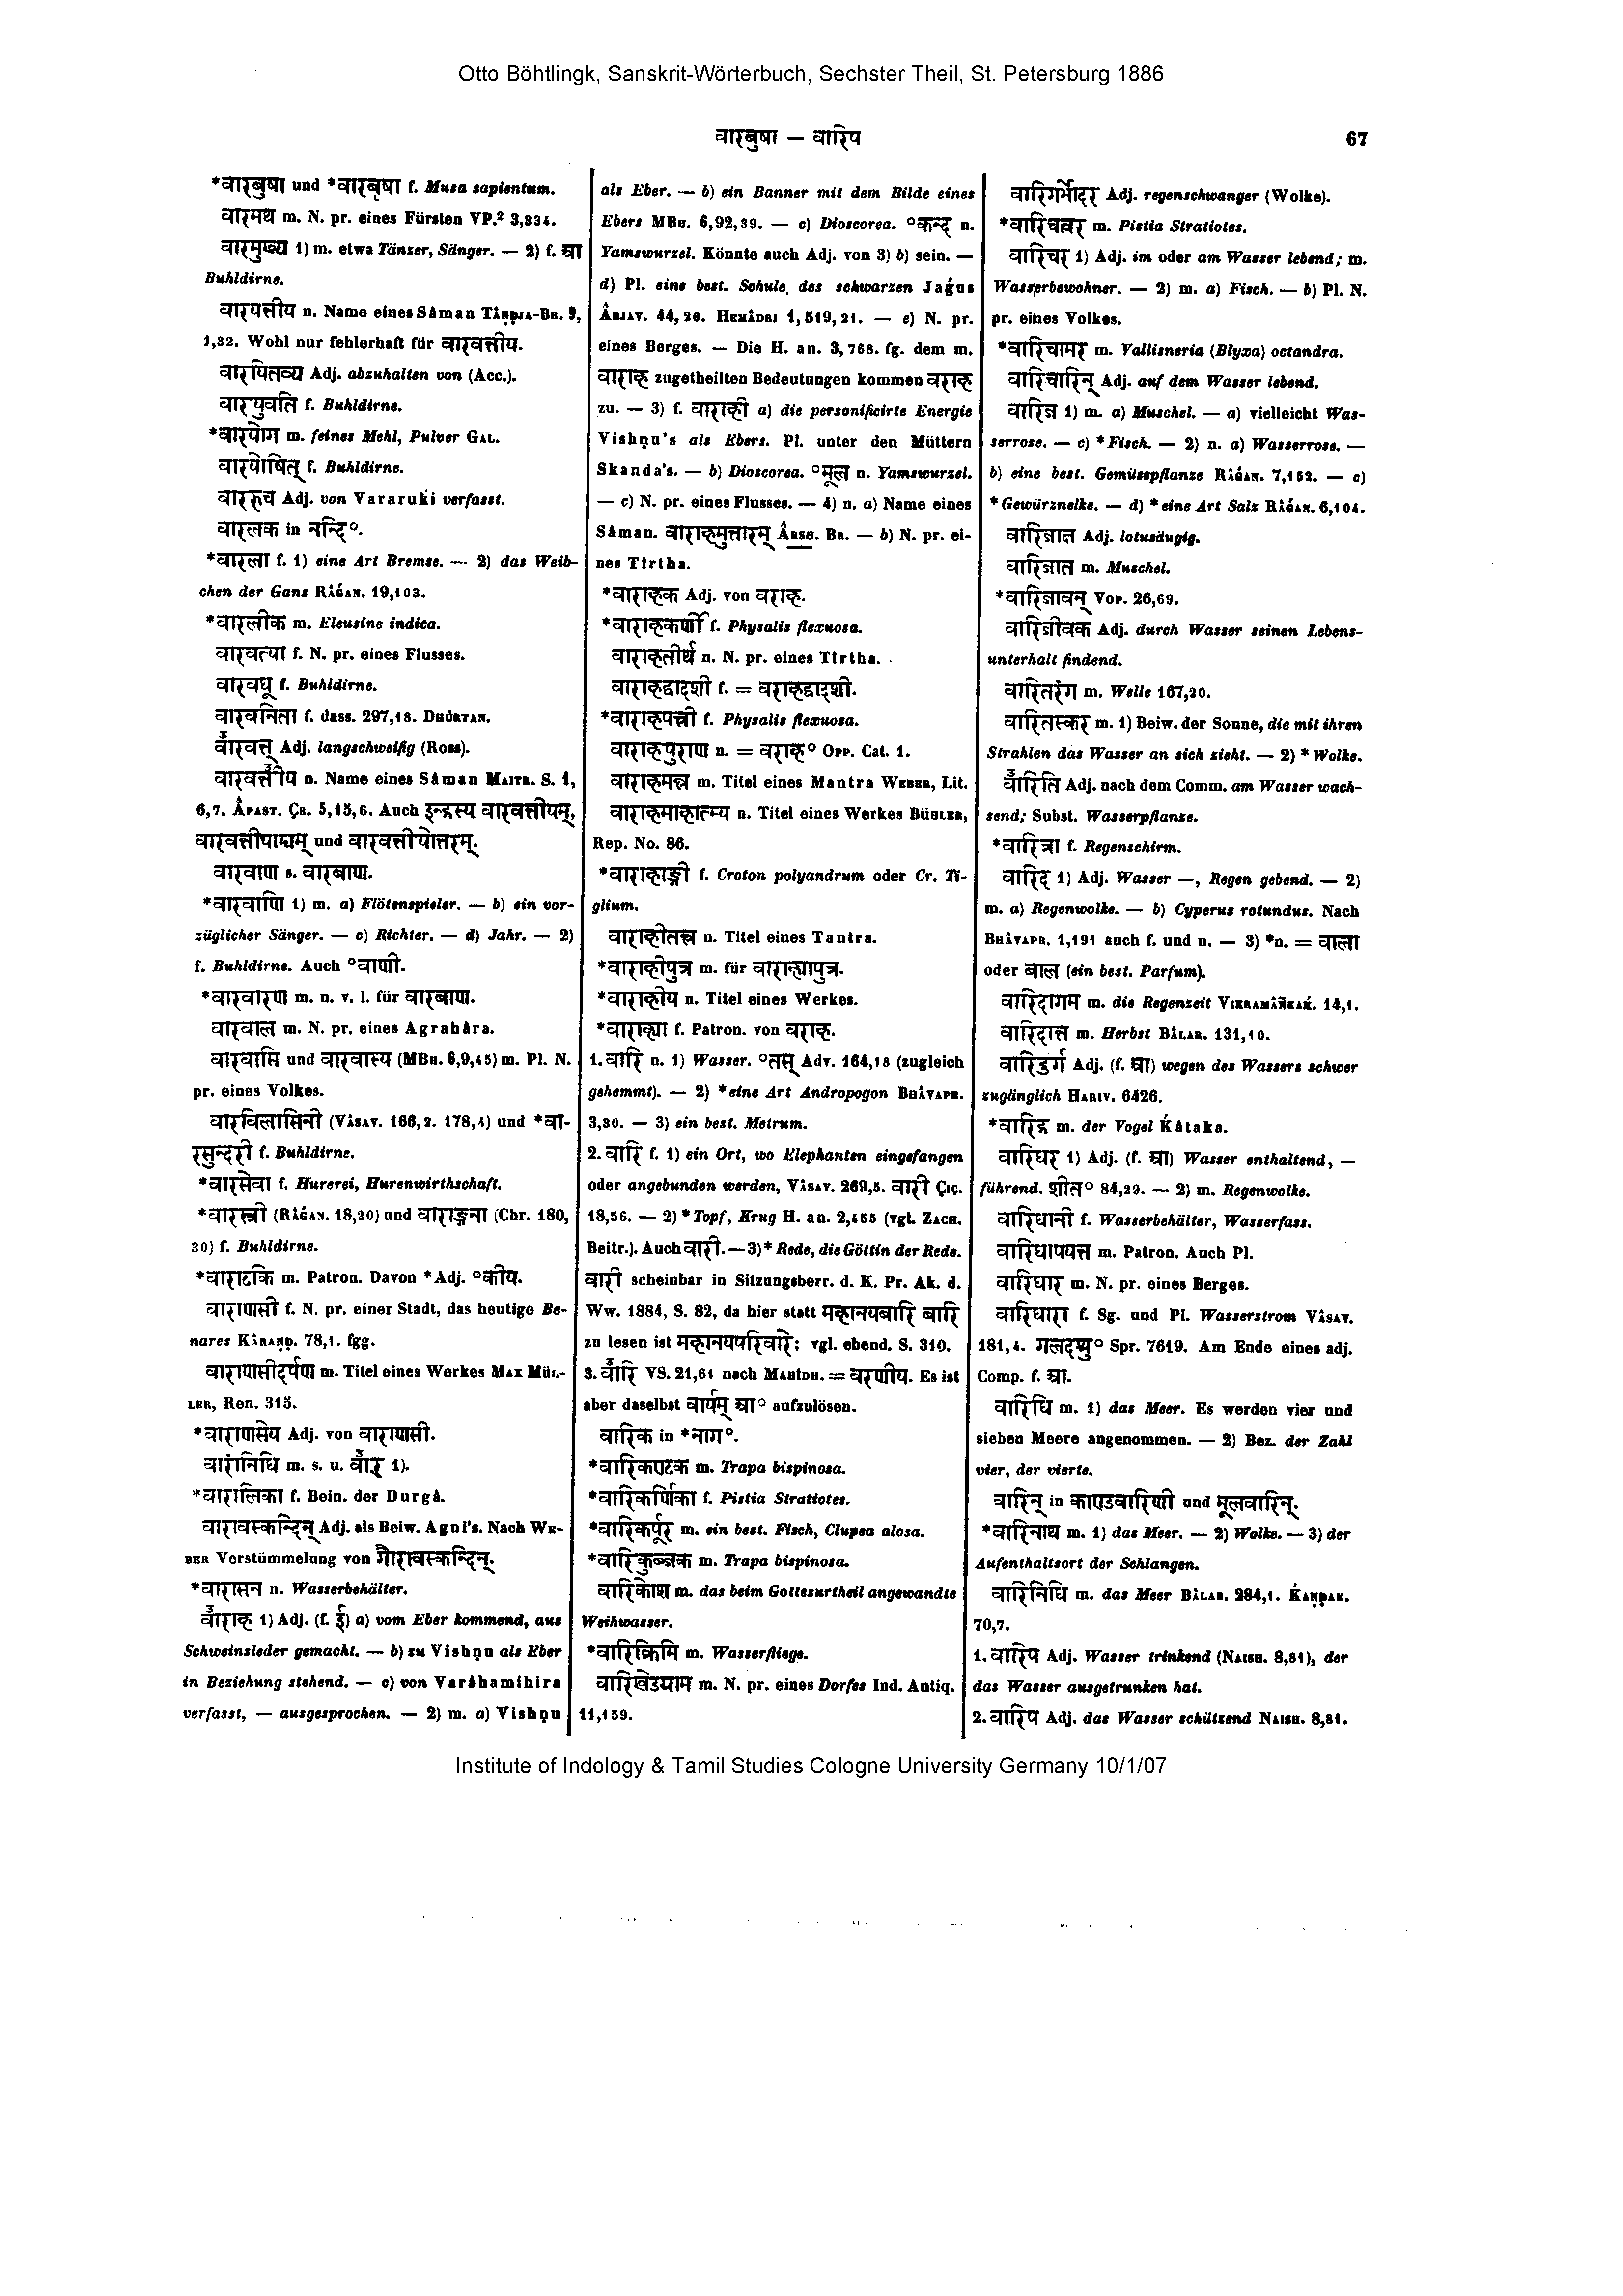 Otto Böhtlingk, Sanskrit-Wörterbuch, Sechster Theil, St. Petersburg 1886
वारबुषा — वारिप
67
*वारबुषा und *वारबृषा f. Musa sapientum.
वारमथ m. N. pr. eines Fürsten VP.² 3,334.
वारमुख्य 1) m. etwa Tänzer, Sänger. — 2) f. आ
Buhldirne.
वारयत्तीय n. Name eines Sâman Tâṇḍja-Br. 9,
1,32. Wohl nur fehlerhaft für वारवत्तीय.
वारयितव्य Adj. abzuhalten von (Acc.).
वारयुवति f. Buhldirne.
*वारयोग m. feines Mehl, Pulver Gal.
वारयोषित् f. Buhldirne.
वाररुच Adj. von Vararuḱi verfasst.
वारलक in नन्दि°.
*वारला f. 1) eine Art Bremse. — 2) das Weib-
chen der Gans Râǵan. 19,103.
*वारलीक m. Eleusine indica.
वारवत्या f. N. pr. eines Flusses.
वारवधू f. Buhldirne.
वारवनिता f. dass. 297,18. Dhûrtan.
वारवत्त् Adj. langschweifig (Ross).
वारवत्तीय n. Name eines Sâman Maitr. S. 1,
6,7. Âpast. Çr. 5,15,6. Auch इन्द्रस्य वारवत्तीयम्,
वारवत्तीयाद्यम् und वारवत्तीयोत्तरम्.
वारवाण s. वारबाण.
*वारवाणि 1) m. a) Flötenspieler. — b) ein vor-
züglicher Sänger. — c) Richter. — d) Jahr. — 2)
f. Buhldirne. Auch °वाणी.
*वारवारण m. n. v. l. für वारबाण.
वारवाल m. N. pr. eines Agrahâra.
वारवासि und वारवास्य (MBh. 6,9,45) m. Pl. N.
pr. eines Volkes.
वारविलासिनी (Vâsav. 166,2. 178,4) und *वा-
रसुन्दरी f. Buhldirne.
*वारसेवा f. Hurerei, Hurenwirthschaft.
*वारस्त्री (Râǵan. 18,20) und वाराङ्गना (Chr. 180,
30) f. Buhldirne.
*वाराटकि m. Patron. Davon *Adj. °कीय.
वाराणसी f. N. pr. einer Stadt, das heutige Be-
nares Kâraṇḍ. 78,1. fgg.
वाराणसीदर्पण m. Titel eines Werkes Max Mül-
ler, Ren. 315.
*वाराणसेय Adj. von वाराणसी.
वारांनिधि m. s. u. वार् 1).
*वारालिका f. Bein. der Durgâ.
वारावस्कन्दिन् Adj. als Beiw. Agni's. Nach We-
ber Verstümmelung von गौरावस्कन्दिन्.
*वारासन n. Wasserbehälter.
वाराह 1) Adj. (f. ई) a) vom Eber kommend, aus
Schweinsleder gemacht. — b) zu Vishṇu als Eber
in Beziehung stehend. — c) von Varâhamihira
verfasst, — ausgesprochen. — 2) m. a) Vishṇu
als Eber. — b) ein Banner mit dem Bilde eines
Ebers MBh. 6,92,39. — c) Dioscorea. °कन्द n.
Yamswurzel. Könnte auch Adj. von 3) b) sein. —
d) Pl. eine best. Schule des schwarzen Jaǵus
Ârjav. 44,20. Hemâdri 1,519,21. — e) N. pr.
eines Berges. — Die H. an. 3,768. fg. dem m.
वाराह zugetheilten Bedeutungen kommen वराह
zu. — 3) f. वाराही a) die personificirte Energie
Vishṇu's als Ebers. Pl. unter den Müttern
Skanda's. — b) Dioscorea. °मूल n. Yamswurzel.
— c) N. pr. eines Flusses. — 4) n. a) Name eines
Sâman. वाराहमुत्तारम् Ârsh. Br. — b) N. pr. ei-
nes Tîrtha.
*वाराहक Adj. von वराह.
*वाराहकर्णी f. Physalis flexuosa.
वाराहतीर्थ n. N. pr. eines Tîrtha.
वाराहद्वादशी f. = वराहद्वादशी.
*वाराहपत्री f. Physalis flexuosa.
वाराहपुराण n. = वराह° Opp. Cat. 1.
वाराहमन्त्र m. Titel eines Mantra Weber, Lit.
वाराहमाहात्म्य n. Titel eines Werkes Bühler,
Rep. No. 86.
*वाराहाङ्गी f. Croton polyandrum oder Cr. Ti-
glium.
वाराहीतन्त्र n. Titel eines Tantra.
*वाराहीपुत्र m. für वाराह्यापुत्र.
*वाराहीय n. Titel eines Werkes.
*वाराह्या f. Patron. von वराह.
1. वारि n. 1) Wasser. °तस् Adv. 164,18 (zugleich
gehemmt). — 2) *eine Art Andropogon Bhâvapr.
3,30. — 3) ein best. Metrum.
2. वारि f. 1) ein Ort, wo Elephanten eingefangen
oder angebunden werden, Vâsav. 269,5. वारी Çiç.
18,56. — 2) *Topf, Krug H. an. 2,455 (vgl. Zach.
Beitr.). Auch वारी. — 3) * Rede, die Göttin der Rede.
वारी scheinbar in Sitzungsberr. d. K. Pr. Ak. d.
Ww. 1884, S. 82, da hier statt महानयबारि बारि
zu lesen ist महानयपरिवारे; vgl. ebend. S. 310.
3. वारि VS. 21,61 nach Mahîdh. = वरणीय. Es ist
aber daselbst वार्यम् आ° aufzulösen.
वारिक in *नाग°.
*वारिकण्टक m. Trapa bispinosa.
*वारिकर्णिका f. Pistia Stratiotes.
*वारिकर्पूर m. ein best. Fisch, Clupea alosa.
*वारिकुब्जक m. Trapa bispinosa.
वारिकोश m. das beim Gottesurtheil angewandte
Weihwasser.
*वारिक्रिमि m. Wasserfliege.
वारिखेडग्राम m. N. pr. eines Dorfes Ind. Antiq.
11,159.
वारिगर्भोदर Adj. regenschwanger (Wolke).
*वारिचत्वर m. Pistia Stratiotes.
वारिचर 1) Adj. im oder am Wasser lebend; m.
Wasserbewohner. — 2) m. a) Fisch. — b) Pl. N.
pr. eines Volkes.
*वारिचामर m. Vallisneria (Blyxa) octandra.
वारिचारिन् Adj. auf dem Wasser lebend.
वारिज 1) m. a) Muschel. — a) vielleicht Was-
serrose. — c) * Fisch. — 2) n. a) Wasserrose. —
b) eine best. Gemüsepflanze Râǵan. 7,152. — c)
* Gewürznelke. — d) * eine Art Salz Râǵan. 6,104.
वारिजाक्ष Adj. lotusäugig.
वारिजात m. Muschel.
*वारिजावन् Vop. 26,69.
वारिजीवक Adj. durch Wasser seinen Lebens-
unterhalt findend.
वारितरंग m. Welle 167,20.
वारितस्कर m. 1) Beiw. der Sonne, die mit ihren
Strahlen das Wasser an sich zieht. — 2) * Wolke.
वारिति Adj. nach dem Comm. am Wasser wach-
send; Subst. Wasserpflanze.
*वारित्रा f. Regenschirm.
वारिद 1) Adj. Wasser —, Regen gebend. — 2)
m. a) Regenwolke. — b) Cyperus rotundus. Nach
Bhâvapr. 1,191 auch f. und n. — 3) *n. = वाला
oder बाल (ein best. Parfum).
वारिदागम m. die Regenzeit Vikramâṅkaḱ. 14,1.
वारिदात्त m. Herbst Bâlar. 131,10.
वारिदुर्ग Adj. (f. आ) wegen des Wassers schwer
zugänglich Hariv. 6426.
*वारिद्र m. der Vogel Ḱâtaka.
वारिधर 1) Adj. (f. आ) Wasser enthaltend, —
führend. शीत° 84,29. — 2) m. Regenwolke.
वारिधानी f. Wasserbehälter, Wasserfass.
वारिधापयत्त m. Patron. Auch Pl.
वारिधार m. N. pr. eines Berges.
वारिधारा f. Sg. und Pl. Wasserstrom Vâsav.
181,4. गलदश्रु° Spr. 7619. Am Ende eines adj.
Comp. f. आ.
वारिधि m. 1) das Meer. Es werden vier und
sieben Meere angenommen. — 2) Bez. der Zahl
vier, der vierte.
वारिन् in काण्डवारिणी und मूलवारिन्.
*वारिनाथ m. 1) das Meer. — 2) Wolke. — 3) der
Aufenthaltsort der Schlangen.
वारिनिधि m. das Meer Bâlar. 284,1. Ḱaṇḍak.
70,7.
1. वारिप Adj. Wasser trinkend (Naish. 8,81), der
das Wasser ausgetrunken hat.
2. वारिप Adj. das Wasser schützend Naish. 8,81.
Institute of Indology & Tamil Studies Cologne University Germany 10/1/07